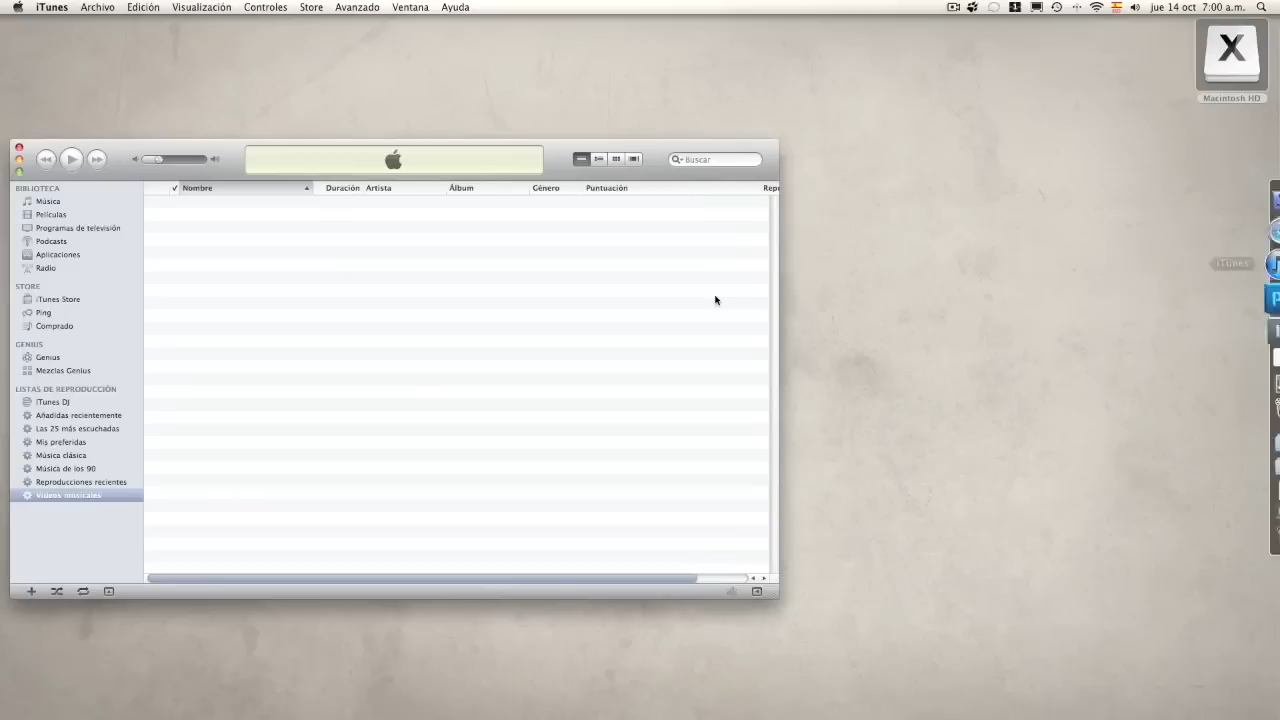 iTunes Archivo Edición Visualización Controles Store Avanzado Ventana Ayuda
jue 14 oct 7:00 a.m.
Macintosh HD
Buscar
BIBLIOTECA
Nombre Duración Artista Álbum Género Puntuación Repr
Música
Películas
Programas de televisión
Podcasts
Aplicaciones
Radio
iTunes
STORE
iTunes Store
Ping
Comprado
GENIUS
Genius
Mezclas Genius
LISTAS DE REPRODUCCIÓN
iTunes DJ
Añadidas recientemente
Las 25 más escuchadas
Mis preferidas
Música clásica
Música de los 90
Reproducciones recientes
Vídeos musicales